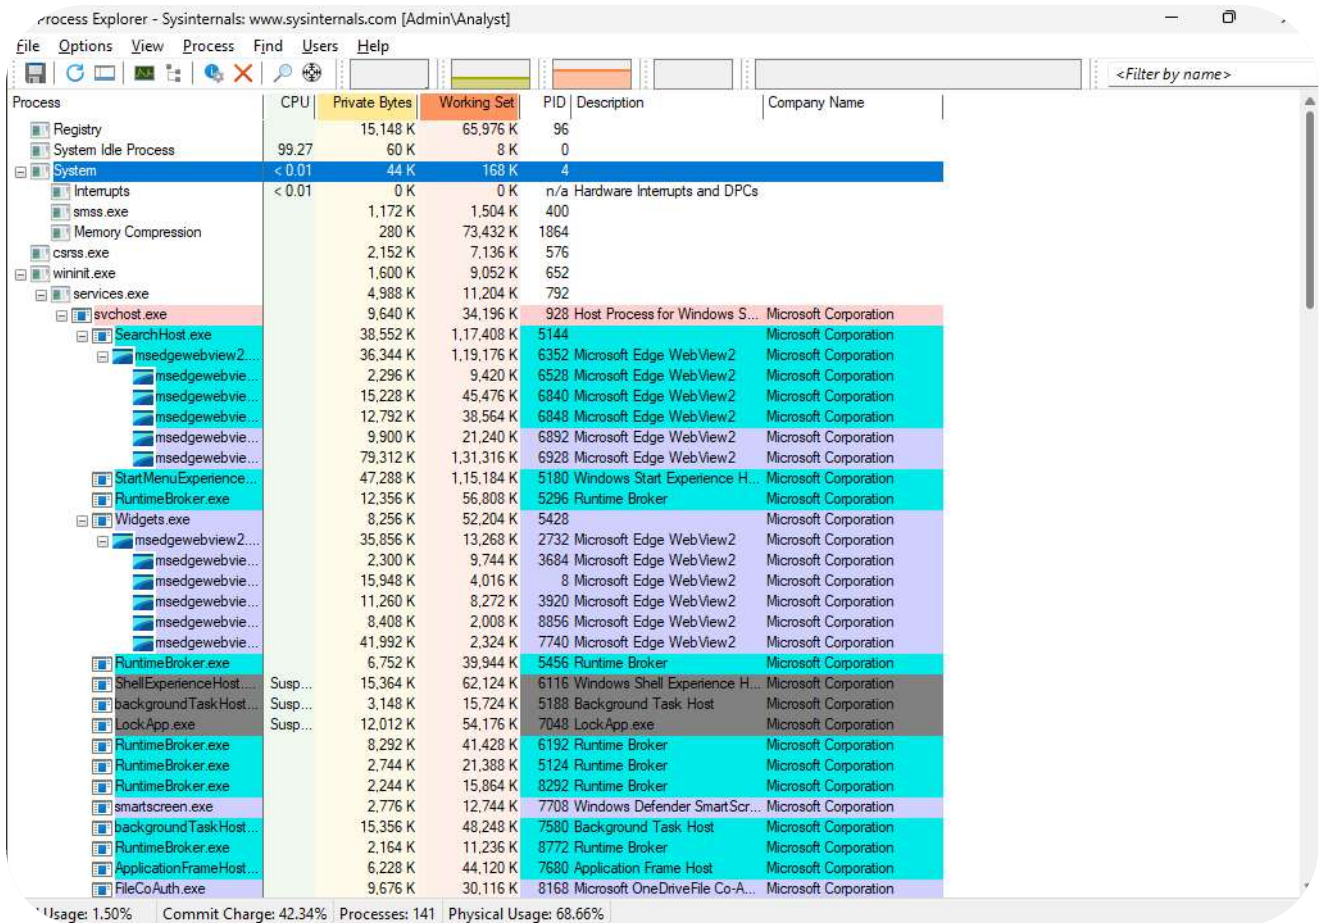 rocess Explorer - Sysinternals: www.sysinternals.com [Admin\Analyst]
File Options View Process Find Users Help
<Filter by name>
Process CPU Private Bytes Working Set PID Description Company Name
Registry 15,148 K 65,976 K 96
System Idle Process 99.27 60 K 8 K 0
System < 0.01 44 K 168 K 4
Interrupts < 0.01 0 K 0 K n/a Hardware Interrupts and DPCs
smss.exe 1,172 K 1,504 K 400
Memory Compression 280 K 73,432 K 1864
csrss.exe 2,152 K 7,136 K 576
wininit.exe 1,600 K 9,052 K 652
services.exe 4,988 K 11,204 K 792
svchost.exe 9,640 K 34,196 K 928 Host Process for Windows S... Microsoft Corporation
SearchHost.exe 38,552 K 1,17,408 K 5144 Microsoft Corporation
msedgewebview2.... 36,344 K 1,19,176 K 6352 Microsoft Edge WebView2 Microsoft Corporation
msedgewebvie... 2,296 K 9,420 K 6528 Microsoft Edge WebView2 Microsoft Corporation
msedgewebvie... 15,228 K 45,476 K 6840 Microsoft Edge WebView2 Microsoft Corporation
msedgewebvie... 12,792 K 38,564 K 6848 Microsoft Edge WebView2 Microsoft Corporation
msedgewebvie... 9,900 K 21,240 K 6892 Microsoft Edge WebView2 Microsoft Corporation
msedgewebvie... 79,312 K 1,31,316 K 6928 Microsoft Edge WebView2 Microsoft Corporation
StartMenuExperience... 47,288 K 1,15,184 K 5180 Windows Start Experience H... Microsoft Corporation
RuntimeBroker.exe 12,356 K 56,808 K 5296 Runtime Broker Microsoft Corporation
Widgets.exe 8,256 K 52,204 K 5428 Microsoft Corporation
msedgewebview2.... 35,856 K 13,268 K 2732 Microsoft Edge WebView2 Microsoft Corporation
msedgewebvie... 2,300 K 9,744 K 3684 Microsoft Edge WebView2 Microsoft Corporation
msedgewebvie... 15,948 K 4,016 K 8 Microsoft Edge WebView2 Microsoft Corporation
msedgewebvie... 11,260 K 8,272 K 3920 Microsoft Edge WebView2 Microsoft Corporation
msedgewebvie... 8,408 K 2,008 K 8856 Microsoft Edge WebView2 Microsoft Corporation
msedgewebvie... 41,992 K 2,324 K 7740 Microsoft Edge WebView2 Microsoft Corporation
RuntimeBroker.exe 6,752 K 39,944 K 5456 Runtime Broker Microsoft Corporation
ShellExperienceHost.... Susp... 15,364 K 62,124 K 6116 Windows Shell Experience H... Microsoft Corporation
backgroundTaskHost... Susp... 3,148 K 15,724 K 5188 Background Task Host Microsoft Corporation
LockApp.exe Susp... 12,012 K 54,176 K 7048 LockApp.exe Microsoft Corporation
RuntimeBroker.exe 8,292 K 41,428 K 6192 Runtime Broker Microsoft Corporation
RuntimeBroker.exe 2,744 K 21,388 K 5124 Runtime Broker Microsoft Corporation
RuntimeBroker.exe 2,244 K 15,864 K 8292 Runtime Broker Microsoft Corporation
smartscreen.exe 2,776 K 12,744 K 7708 Windows Defender SmartScr... Microsoft Corporation
backgroundTaskHost... 15,356 K 48,248 K 7580 Background Task Host Microsoft Corporation
RuntimeBroker.exe 2,164 K 11,236 K 8772 Runtime Broker Microsoft Corporation
ApplicationFrameHost... 6,228 K 44,120 K 7680 Application Frame Host Microsoft Corporation
FileCoAuth.exe 9,676 K 30,116 K 8168 Microsoft OneDriveFile Co-A... Microsoft Corporation
Usage: 1.50% Commit Charge: 42.34% Processes: 141 Physical Usage: 68.66%